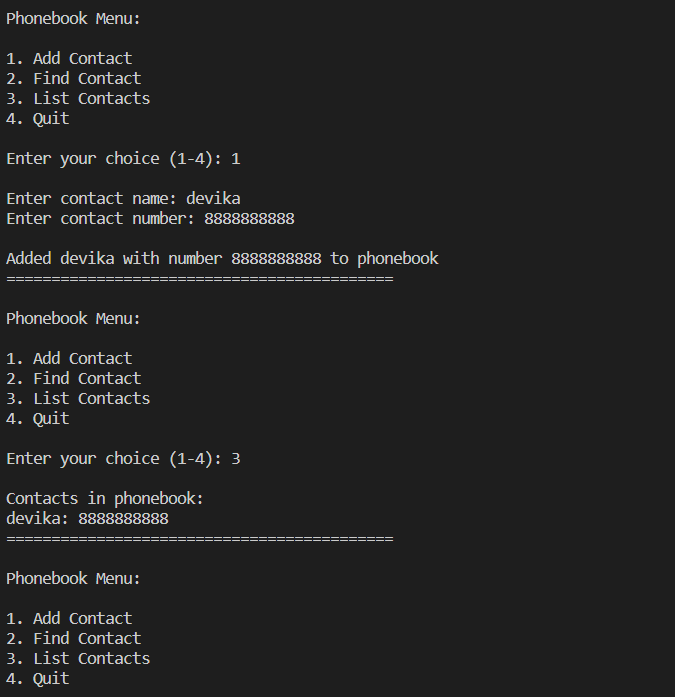 Phonebook Menu:
1. Add Contact
2. Find Contact
3. List Contacts
4. Quit
Enter your choice (1-4): 1
Enter contact name: devika
Enter contact number: 8888888888
Added devika with number 8888888888 to phonebook
===========================================
Phonebook Menu:
1. Add Contact
2. Find Contact
3. List Contacts
4. Quit
Enter your choice (1-4): 3
Contacts in phonebook:
devika: 8888888888
===========================================
Phonebook Menu:
1. Add Contact
2. Find Contact
3. List Contacts
4. Quit